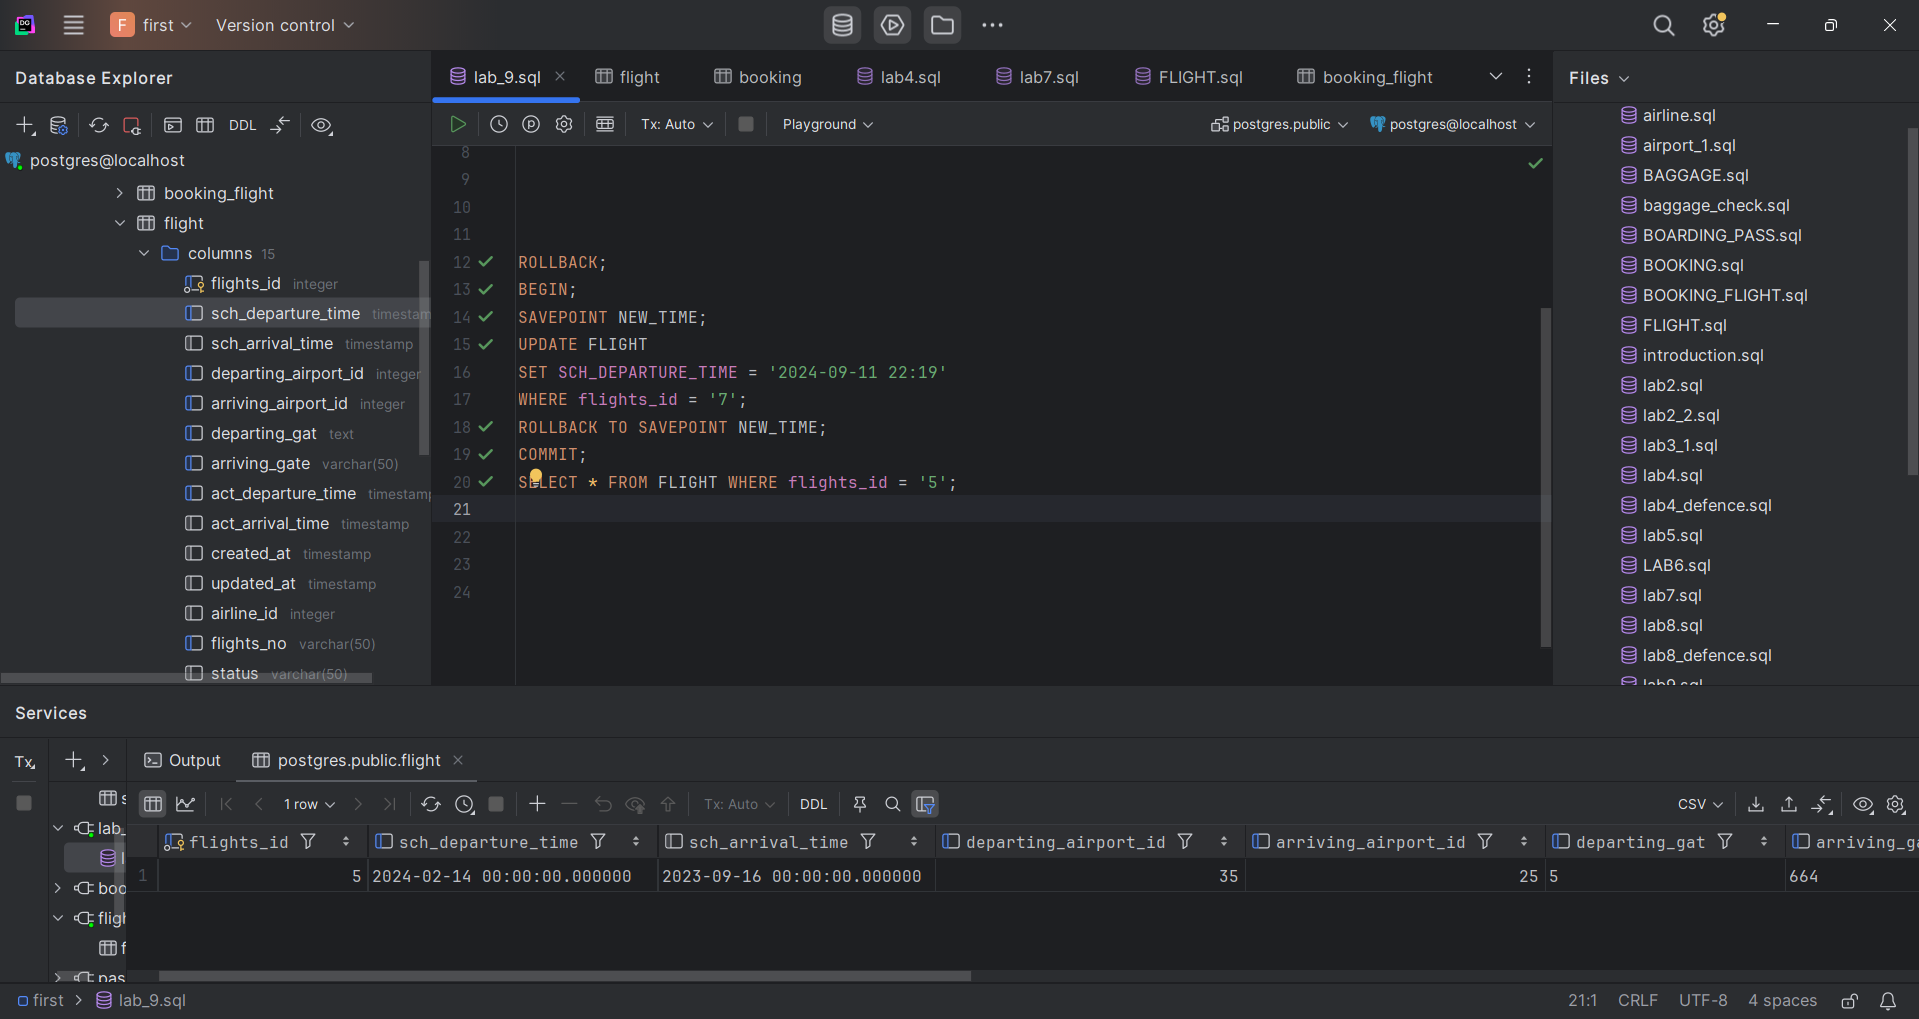 F first Version control
Database Explorer
DDL
postgres@localhost
booking_flight
flight
columns 15
flights_id integer
sch_departure_time timestam
sch_arrival_time timestamp
departing_airport_id integer
arriving_airport_id integer
departing_gat text
arriving_gate varchar(50)
act_departure_time timestam
act_arrival_time timestamp
created_at timestamp
updated_at timestamp
airline_id integer
flights_no varchar(50)
status varchar(50)
lab_9.sql flight booking lab4.sql lab7.sql FLIGHT.sql booking_flight
Tx: Auto Playground postgres.public postgres@localhost
8
9
10
11
12 ROLLBACK;
13 BEGIN;
14 SAVEPOINT NEW_TIME;
15 UPDATE FLIGHT
16 SET SCH_DEPARTURE_TIME = '2024-09-11 22:19'
17 WHERE flights_id = '7';
18 ROLLBACK TO SAVEPOINT NEW_TIME;
19 COMMIT;
20 SELECT * FROM FLIGHT WHERE flights_id = '5';
21
22
23
24
Files
airline.sql
airport_1.sql
BAGGAGE.sql
baggage_check.sql
BOARDING_PASS.sql
BOOKING.sql
BOOKING_FLIGHT.sql
FLIGHT.sql
introduction.sql
lab2.sql
lab2_2.sql
lab3_1.sql
lab4.sql
lab4_defence.sql
lab5.sql
LAB6.sql
lab7.sql
lab8.sql
lab8_defence.sql
lab9.sql
Services
Tx
s
lab_
l
boo
fligh
f
pas
Output postgres.public.flight
1 row Tx: Auto DDL CSV
flights_id sch_departure_time sch_arrival_time departing_airport_id arriving_airport_id departing_gat arriving_ga
1 5 2024-02-14 00:00:00.000000 2023-09-16 00:00:00.000000 35 25 5 664
first lab_9.sql 21:1 CRLF UTF-8 4 spaces